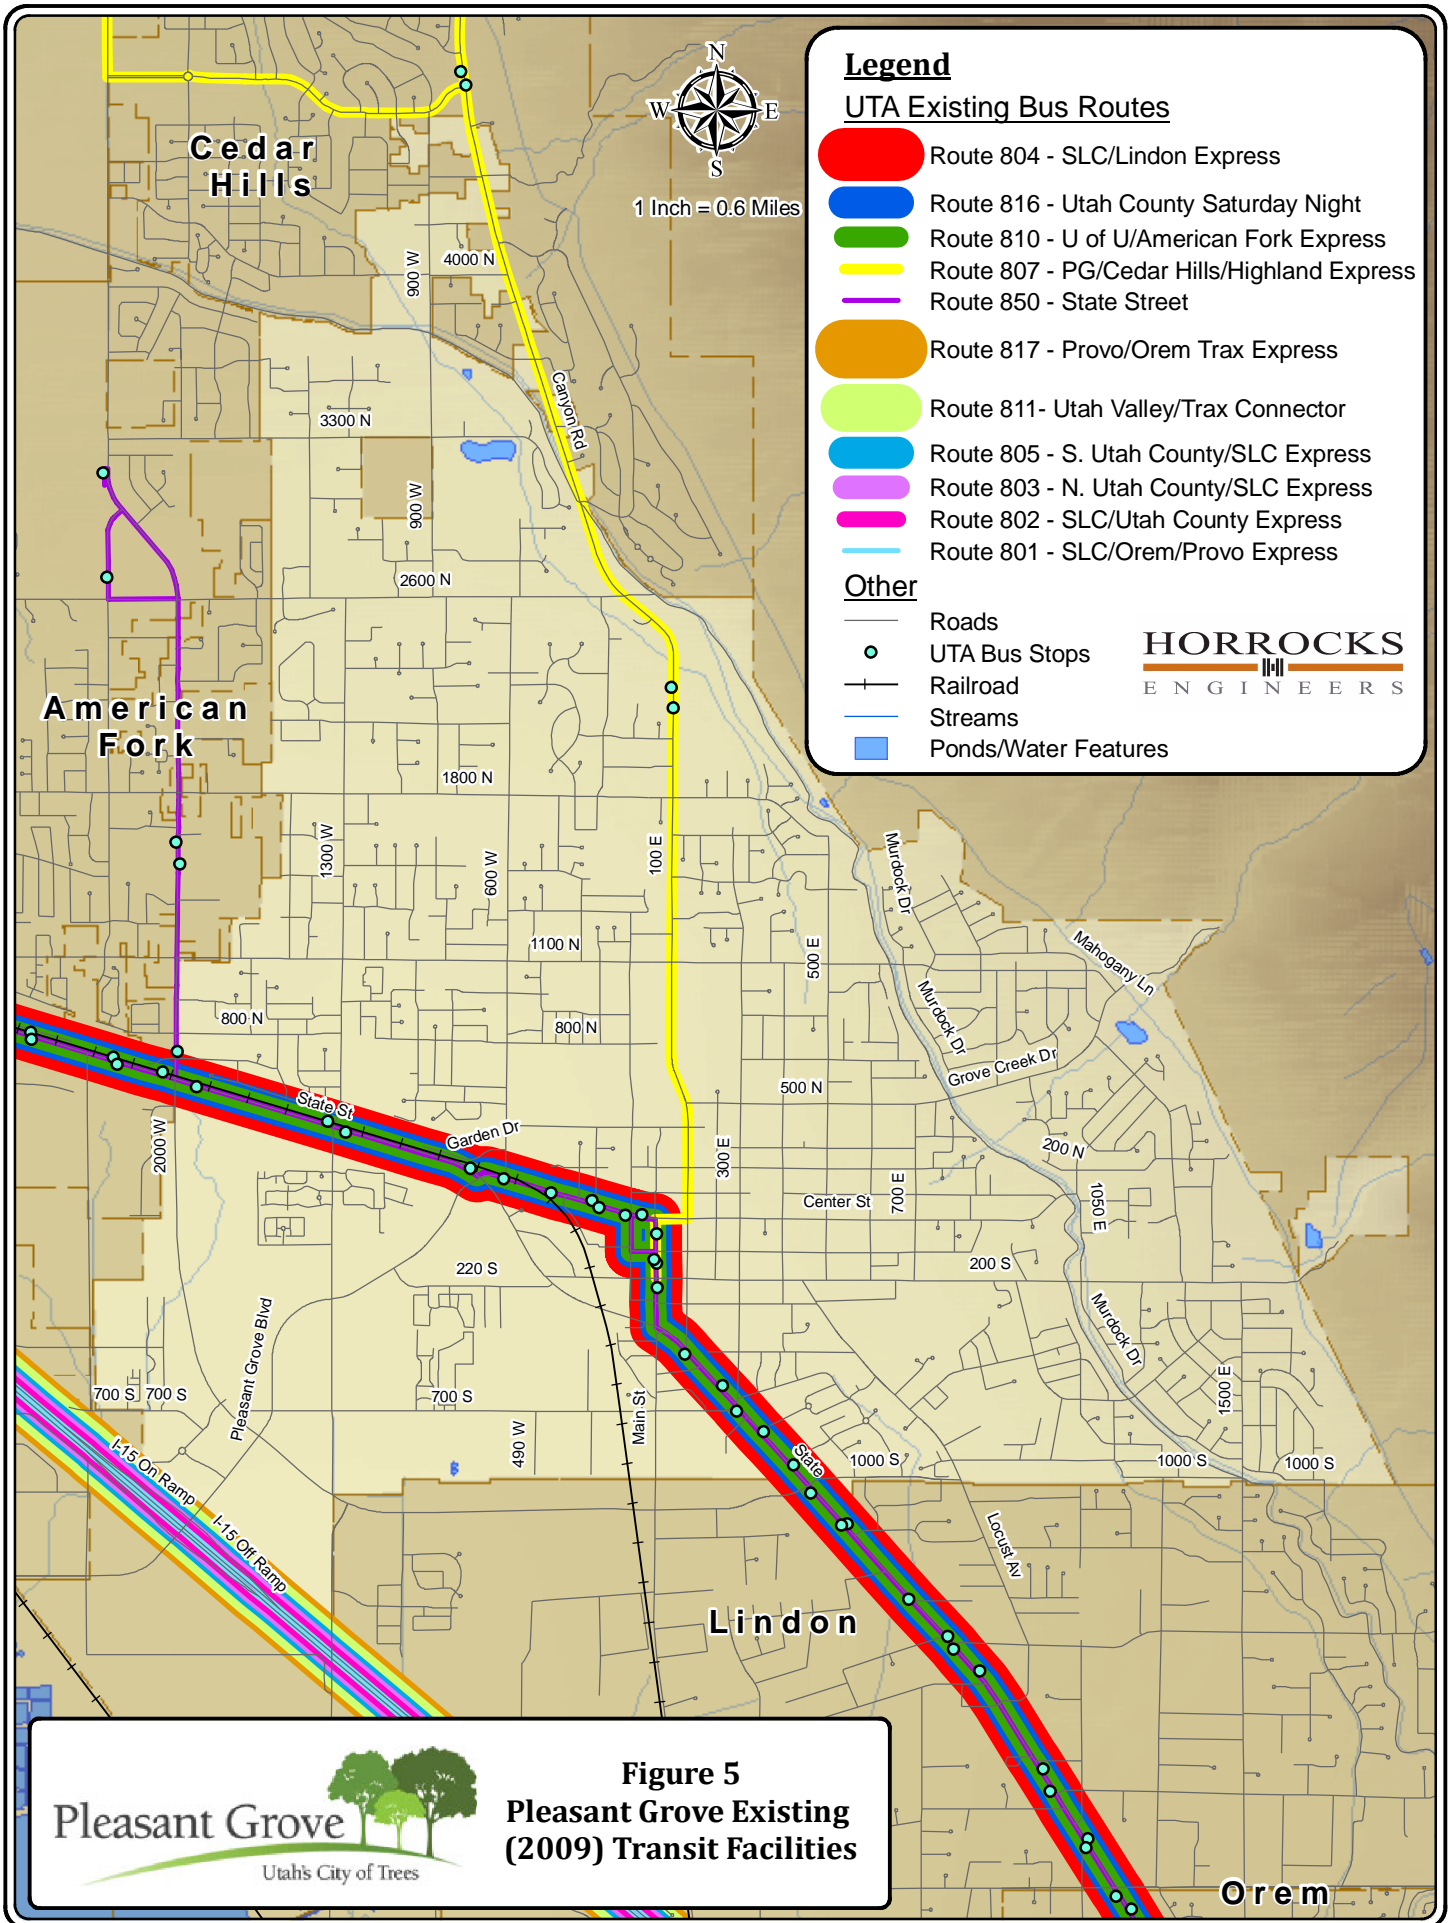 N
W E
S
1 Inch = 0.6 Miles
Legend
UTA Existing Bus Routes
Route 804 - SLC/Lindon Express
Route 816 - Utah County Saturday Night
Route 810 - U of U/American Fork Express
Route 807 - PG/Cedar Hills/Highland Express
Route 850 - State Street
Route 817 - Provo/Orem Trax Express
Route 811- Utah Valley/Trax Connector
Route 805 - S. Utah County/SLC Express
Route 803 - N. Utah County/SLC Express
Route 802 - SLC/Utah County Express
Route 801 - SLC/Orem/Provo Express
Other
Roads
UTA Bus Stops
Railroad
Streams
Ponds/Water Features
HORROCKS
ENGINEERS
Cedar
Hills
900 W
4000 N
Canyon Rd
3300 N
900 W
2600 N
American
Fork
1800 N
1300 W
600 W
100 E
Murdock Dr
1100 N
500 E
Mahogany Ln
800 N
800 N
Murdock Dr
Grove Creek Dr
500 N
State St
Garden Dr
2000 W
300 E
200 N
Center St
700 E
1050 E
220 S
200 S
Pleasant Grove Blvd
Murdock Dr
700 S
700 S
700 S
Main St
1500 E
490 W
State
1000 S
1000 S
1000 S
I-15 On Ramp
I-15 Off Ramp
Locust Av
Lindon
Orem
Pleasant Grove
Utah's City of Trees
Figure 5
Pleasant Grove Existing
(2009) Transit Facilities